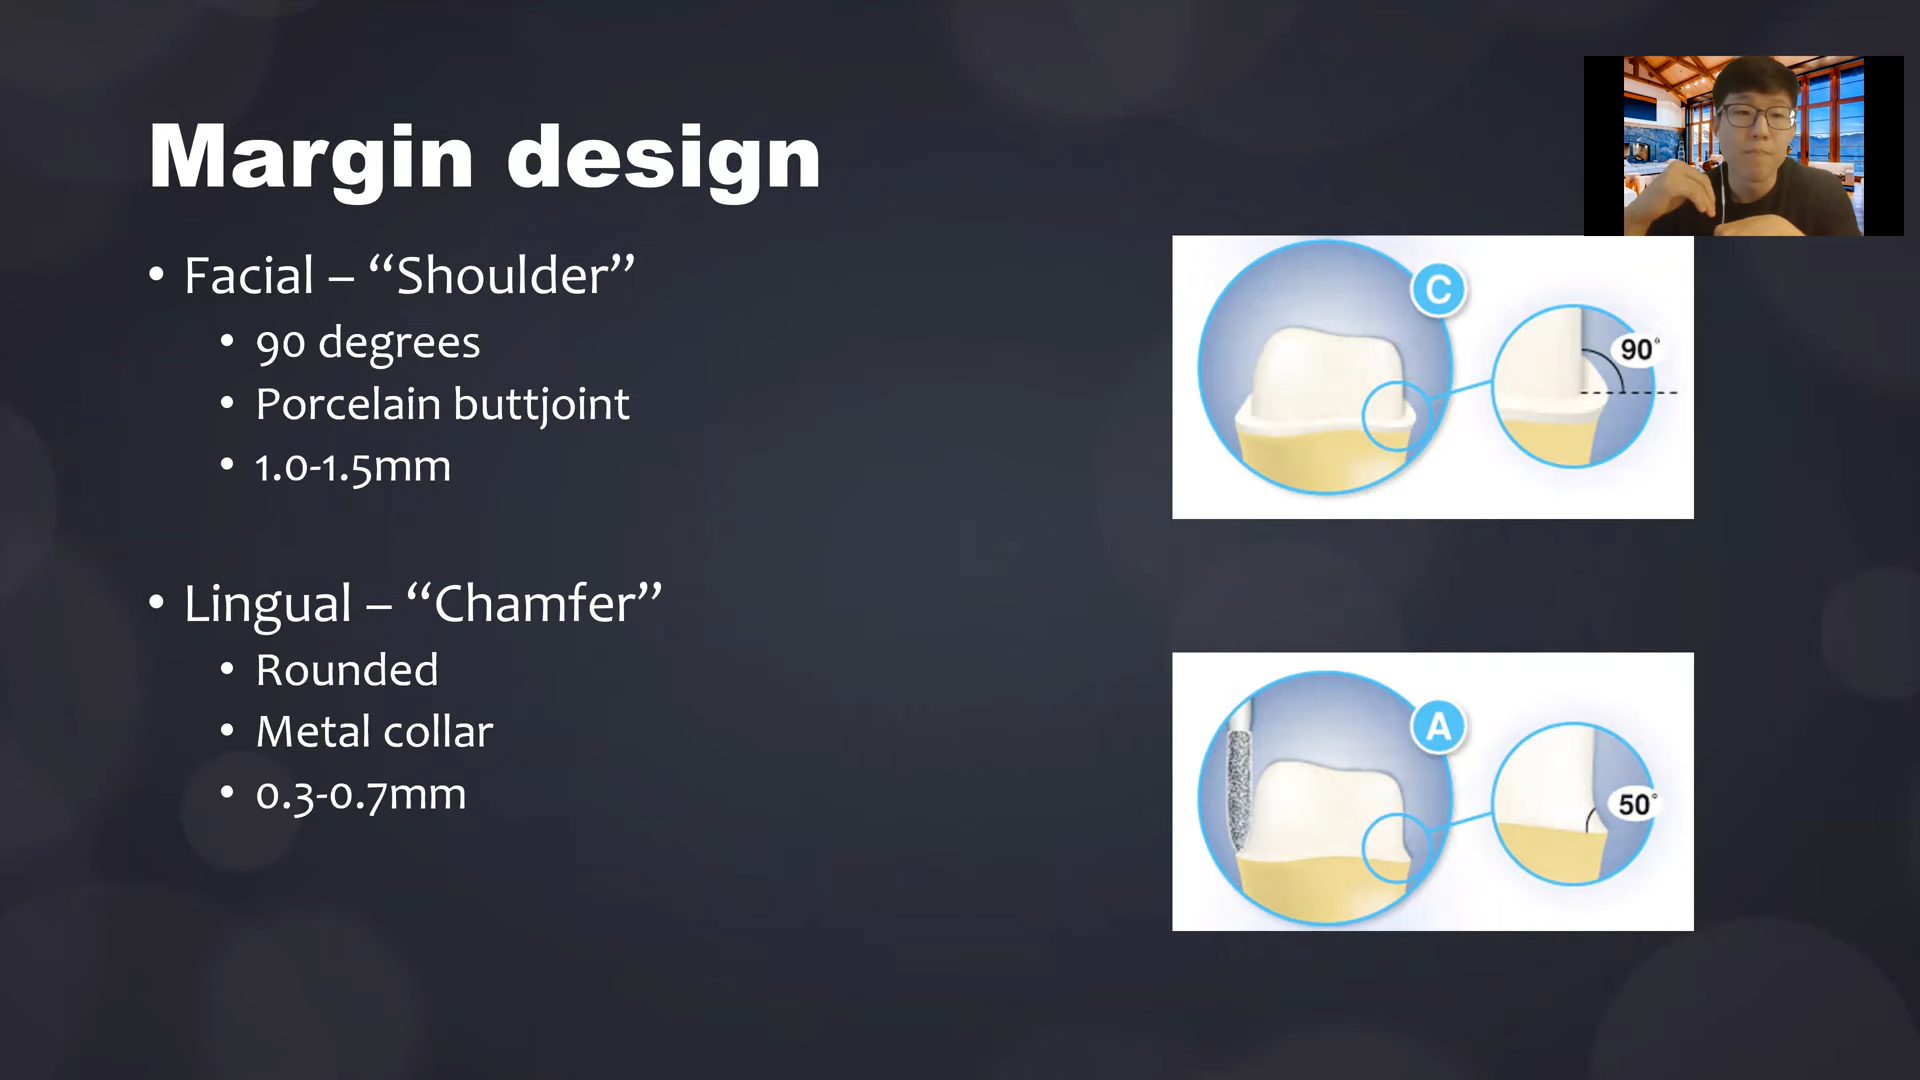 Margin design
• Facial – “Shoulder”
• 90 degrees
• Porcelain buttjoint
• 1.0-1.5mm
• Lingual – “Chamfer”
• Rounded
• Metal collar
• 0.3-0.7mm
C
90°
A
50°